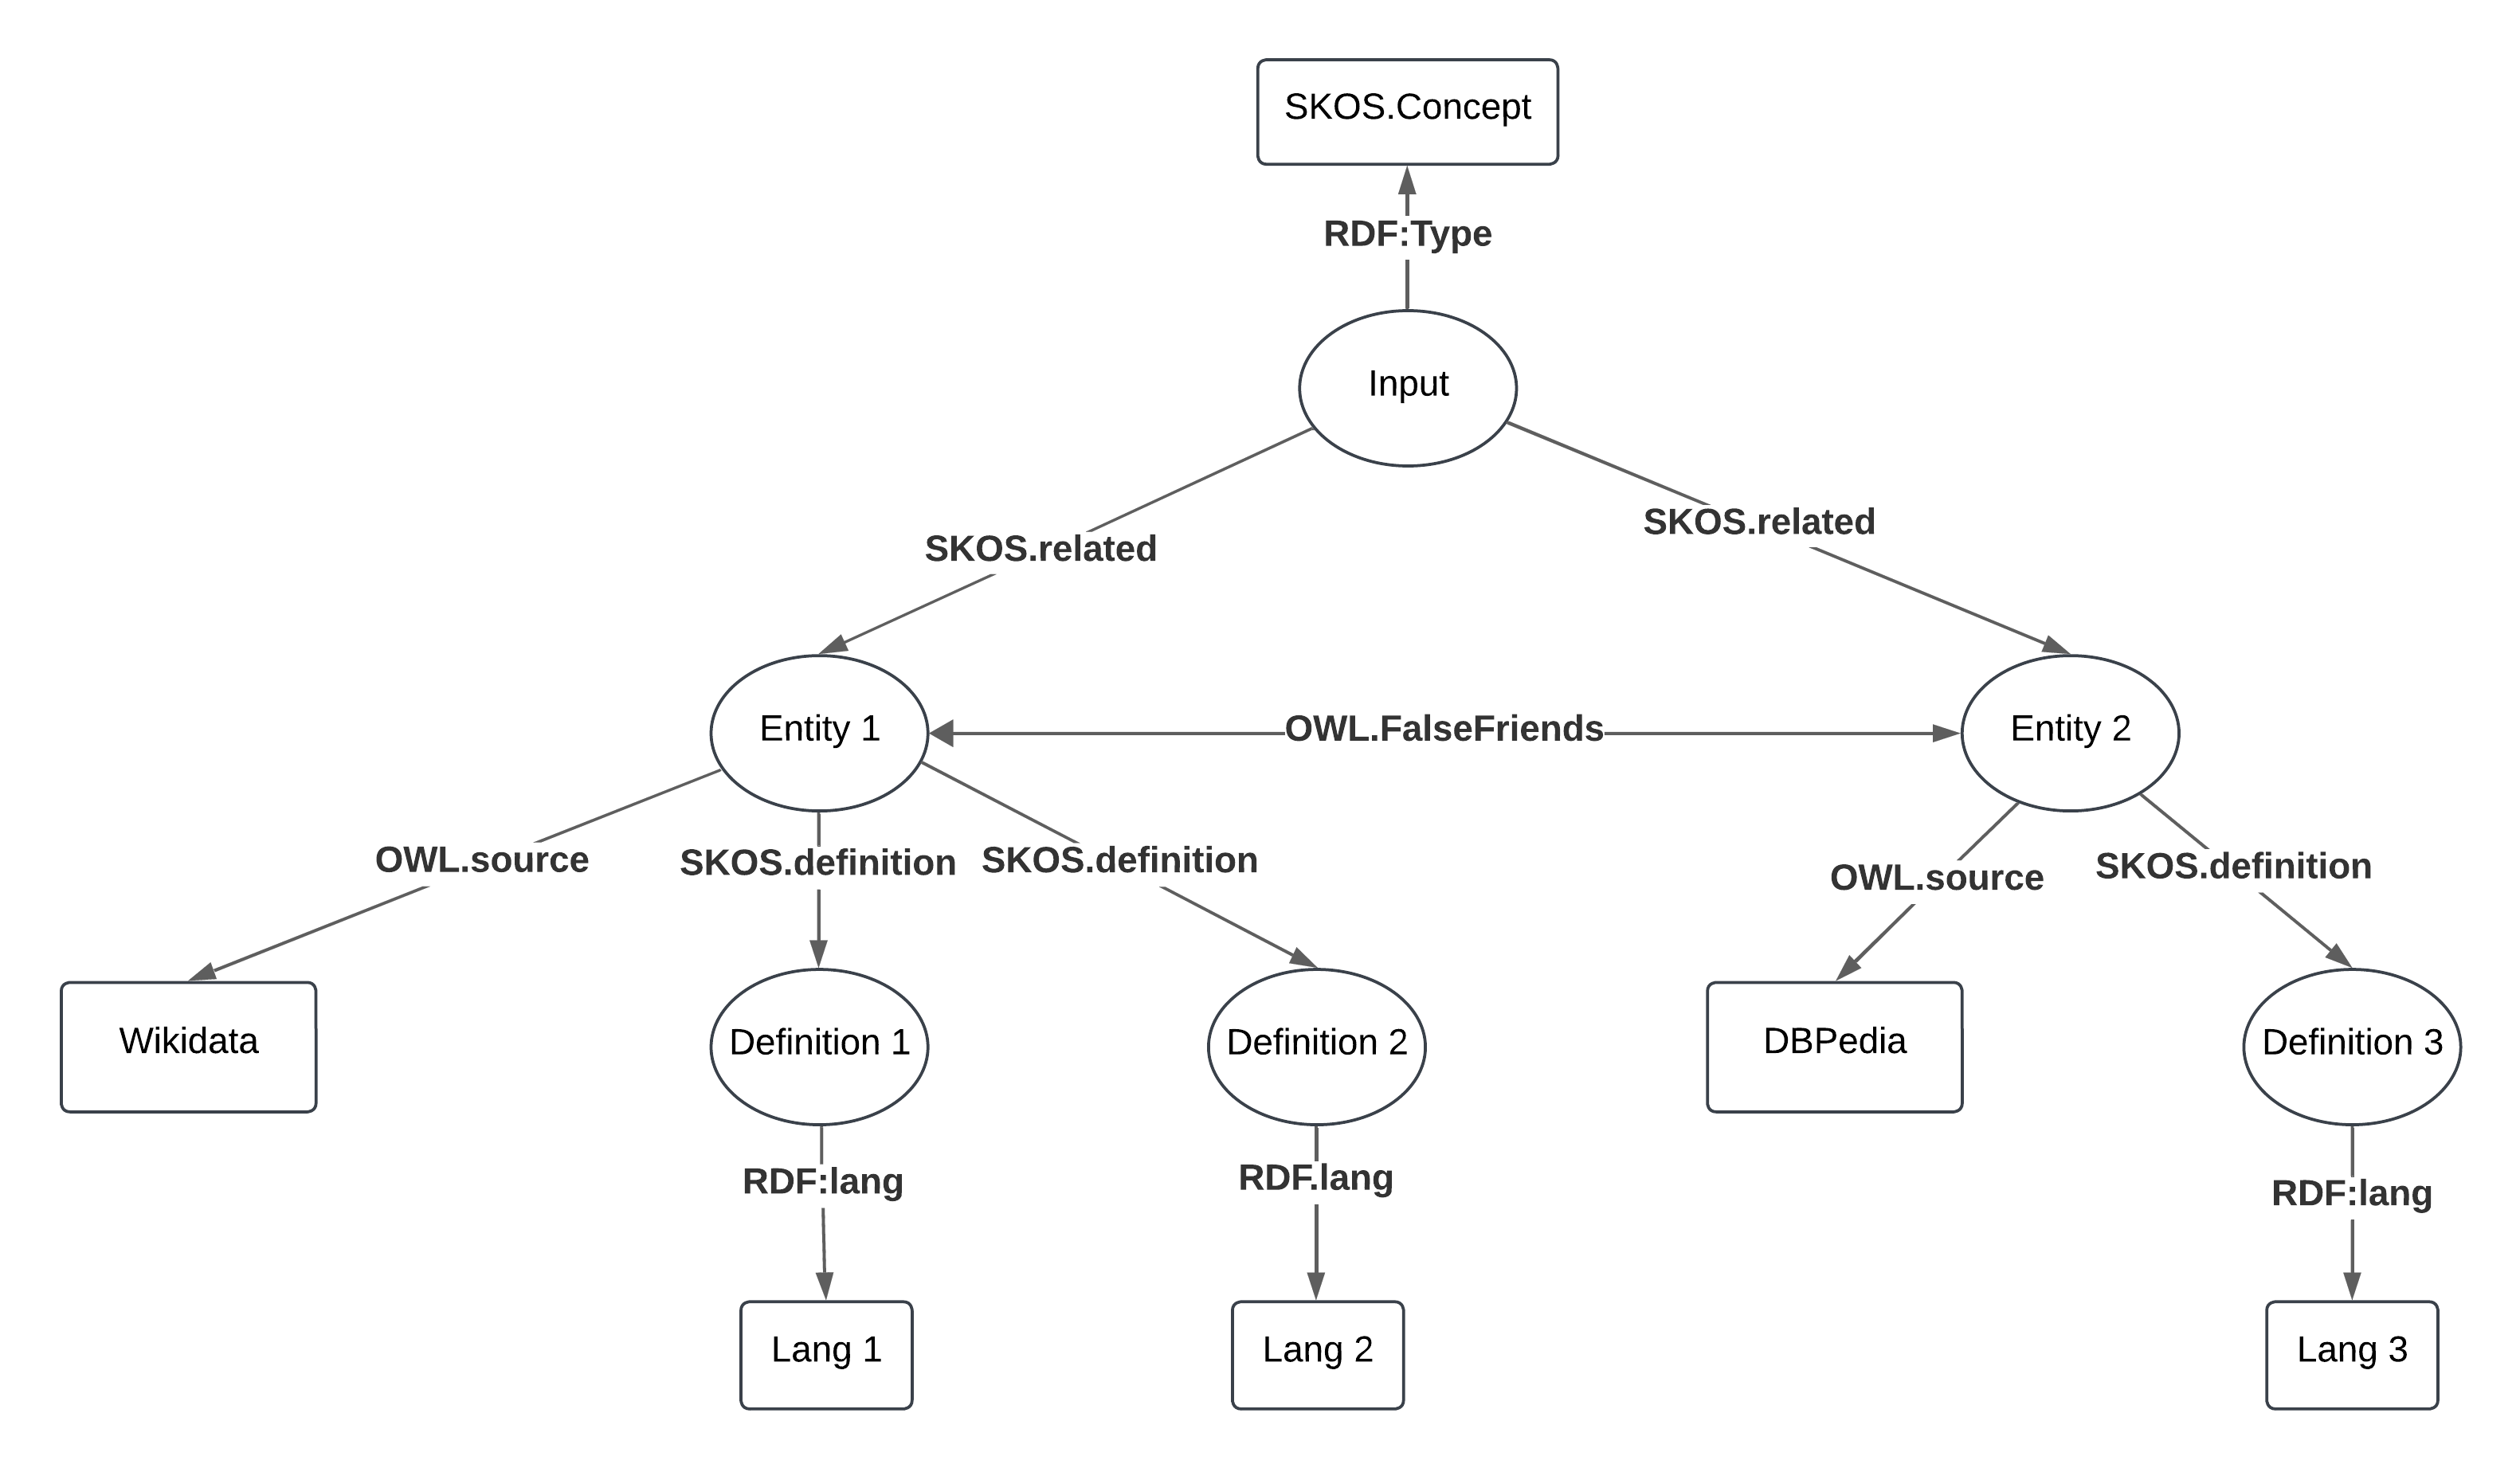 SKOS.Concept
RDF:Type
Input
SKOS.related
SKOS.related
Entity 1
OWL.FalseFriends
Entity 2
OWL.source
SKOS.definition
SKOS.definition
OWL.source
SKOS.definition
Wikidata
Definition 1
Definition 2
DBPedia
Definition 3
RDF:lang
RDF.lang
RDF:lang
Lang 1
Lang 2
Lang 3